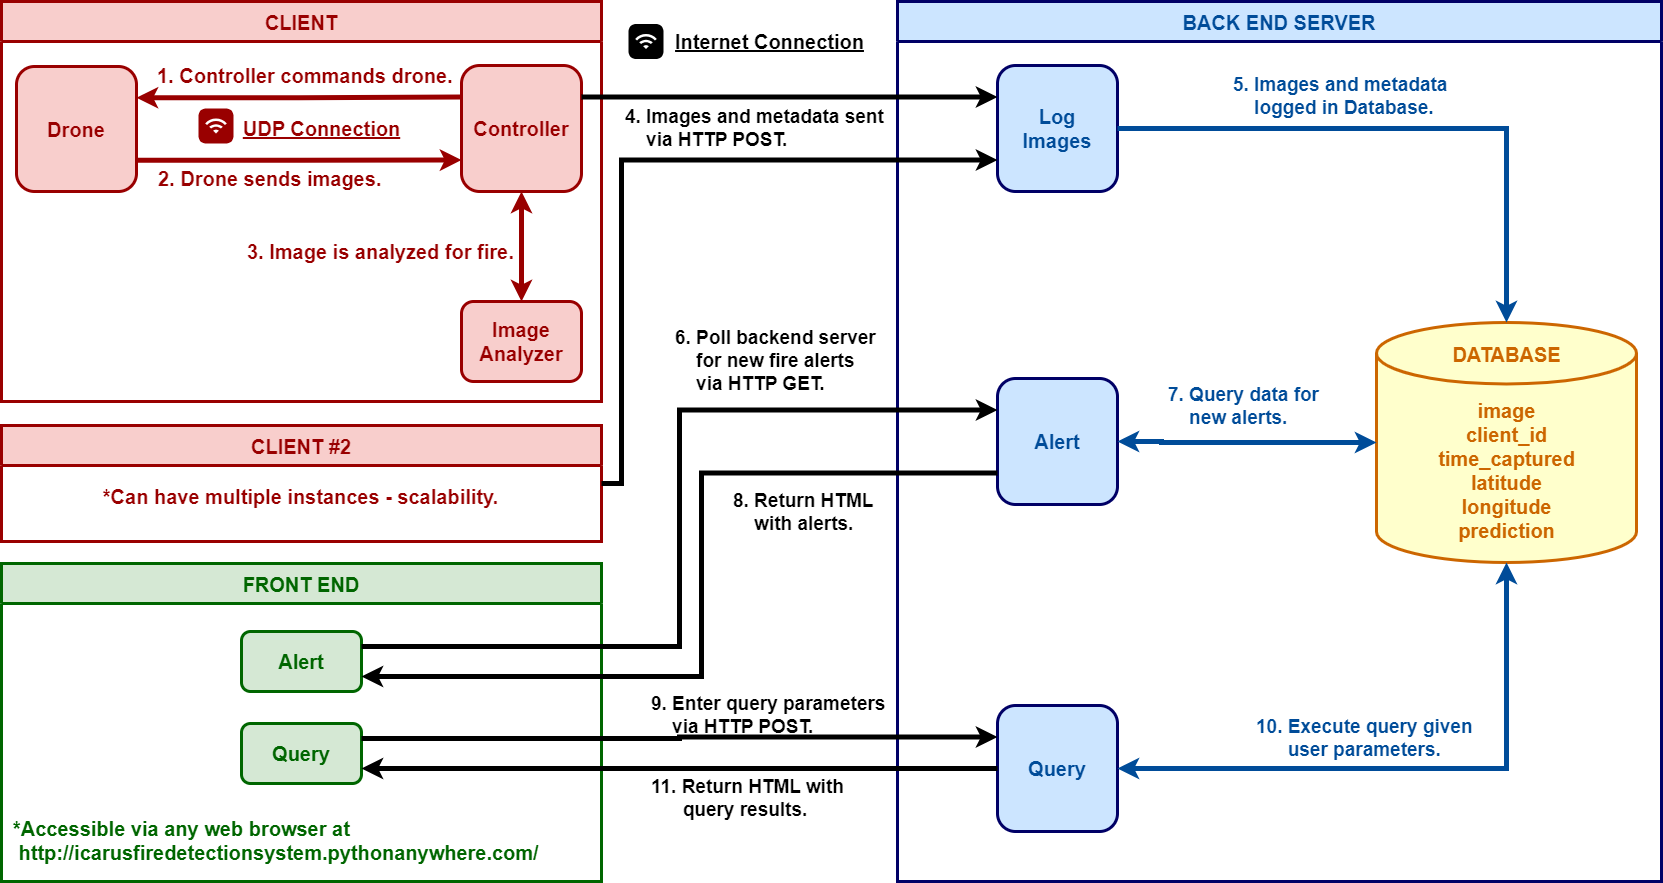 CLIENT
1. Controller commands drone.
Drone
UDP Connection
Controller
2. Drone sends images.
3. Image is analyzed for fire.
Image
Analyzer
CLIENT #2
*Can have multiple instances - scalability.
FRONT END
Alert
Query
*Accessible via any web browser at
http://icarusfiredetectionsystem.pythonanywhere.com/
Internet Connection
4. Images and metadata sent
via HTTP POST.
6. Poll backend server
for new fire alerts
via HTTP GET.
8. Return HTML
with alerts.
9. Enter query parameters
via HTTP POST.
11. Return HTML with
query results.
BACK END SERVER
Log
Images
5. Images and metadata
logged in Database.
Alert
7. Query data for
new alerts.
DATABASE
image
client_id
time_captured
latitude
longitude
prediction
Query
10. Execute query given
user parameters.